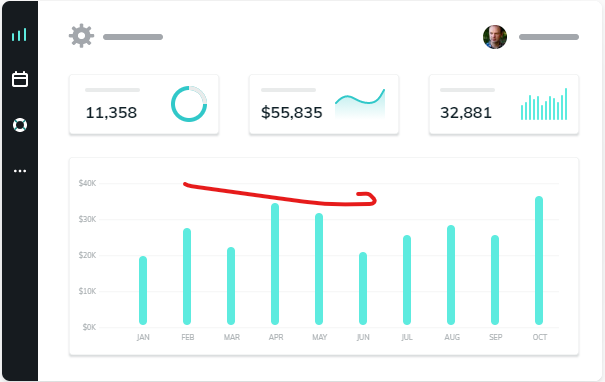 11,358
$55,835
32,881
$40K
$30K
$20K
$10K
$0K
JAN FEB MAR APR MAY JUN JUL AUG SEP OCT